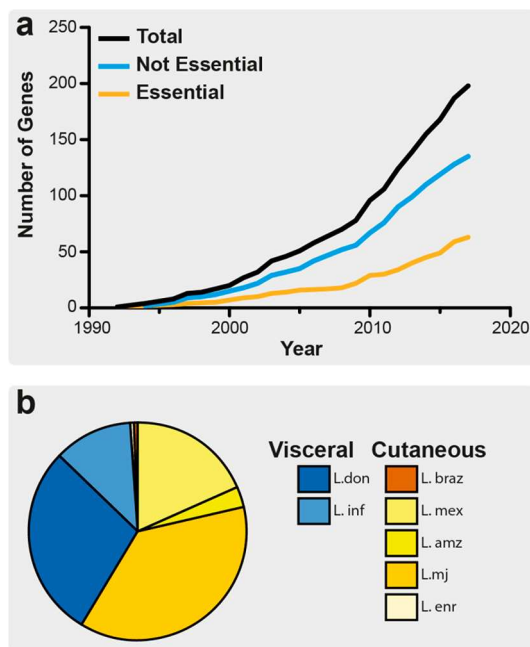 a
250
200
150
100
50
0
Number of Genes
Total
Not Essential
Essential
1990 2000 2010 2020
Year
b
Visceral Cutaneous
L.don L. braz
L. inf L. mex
L. amz
L.mj
L. enr